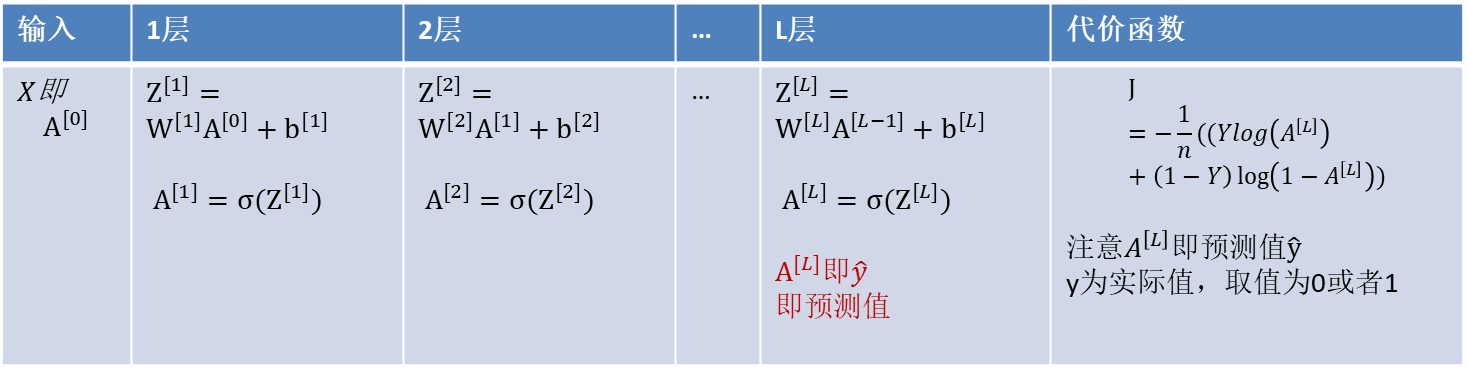 输入 1层 2层 … L层 代价函数
X即
A^{[0]}
Z^{[1]} =
W^{[1]}A^{[0]} + b^{[1]}
A^{[1]} = σ(Z^{[1]})
Z^{[2]} =
W^{[2]}A^{[1]} + b^{[2]}
A^{[2]} = σ(Z^{[2]})
…
Z^{[L]} =
W^{[L]}A^{[L−1]} + b^{[L]}
A^{[L]} = σ(Z^{[L]})
A^{[L]}即ŷ
即预测值
J
= −\frac{1}{n}((Ylog(A^{[L]})
+ (1 − Y) log(1 − A^{[L]}))
注意A^{[L]}即预测值ŷ
y为实际值，取值为0或者1